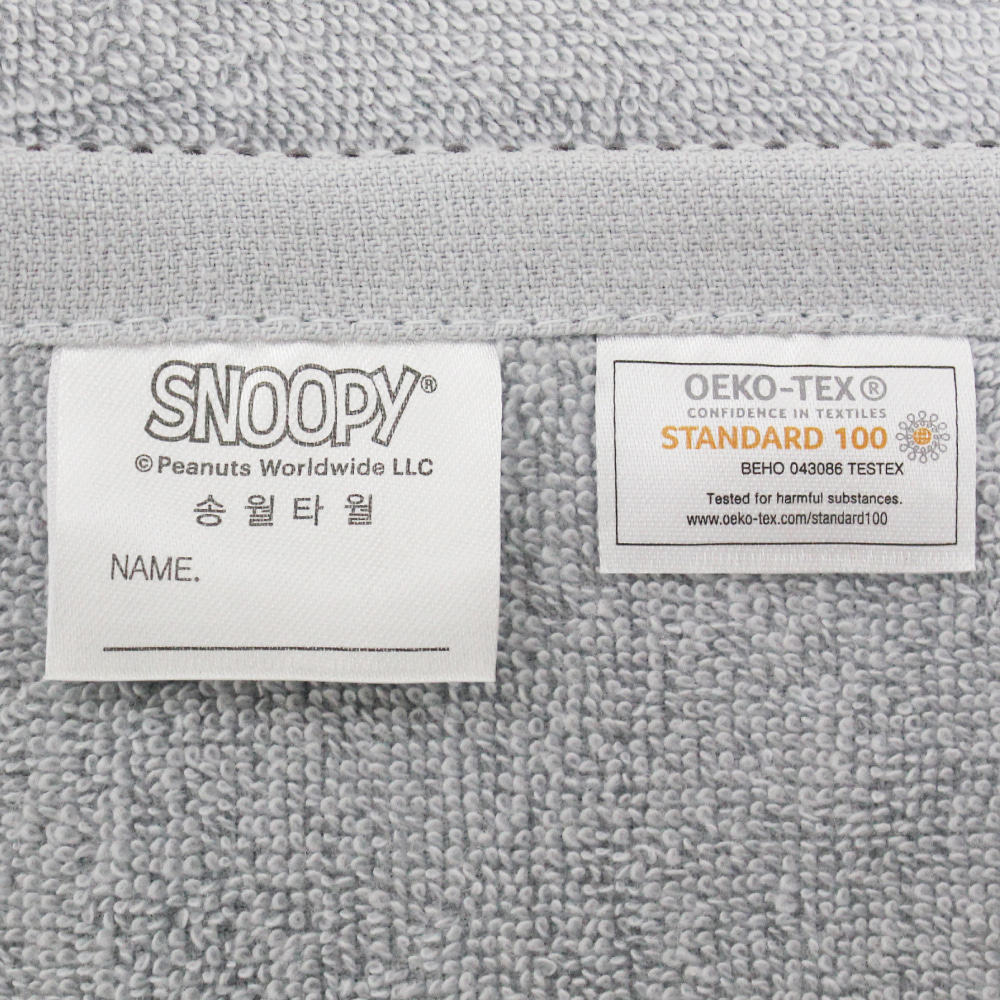 SNOOPY®
© Peanuts Worldwide LLC
송월타월
NAME.
OEKO-TEX®
CONFIDENCE IN TEXTILES
STANDARD 100
BEHO 043086 TESTEX
Tested for harmful substances.
www.oeko-tex.com/standard100